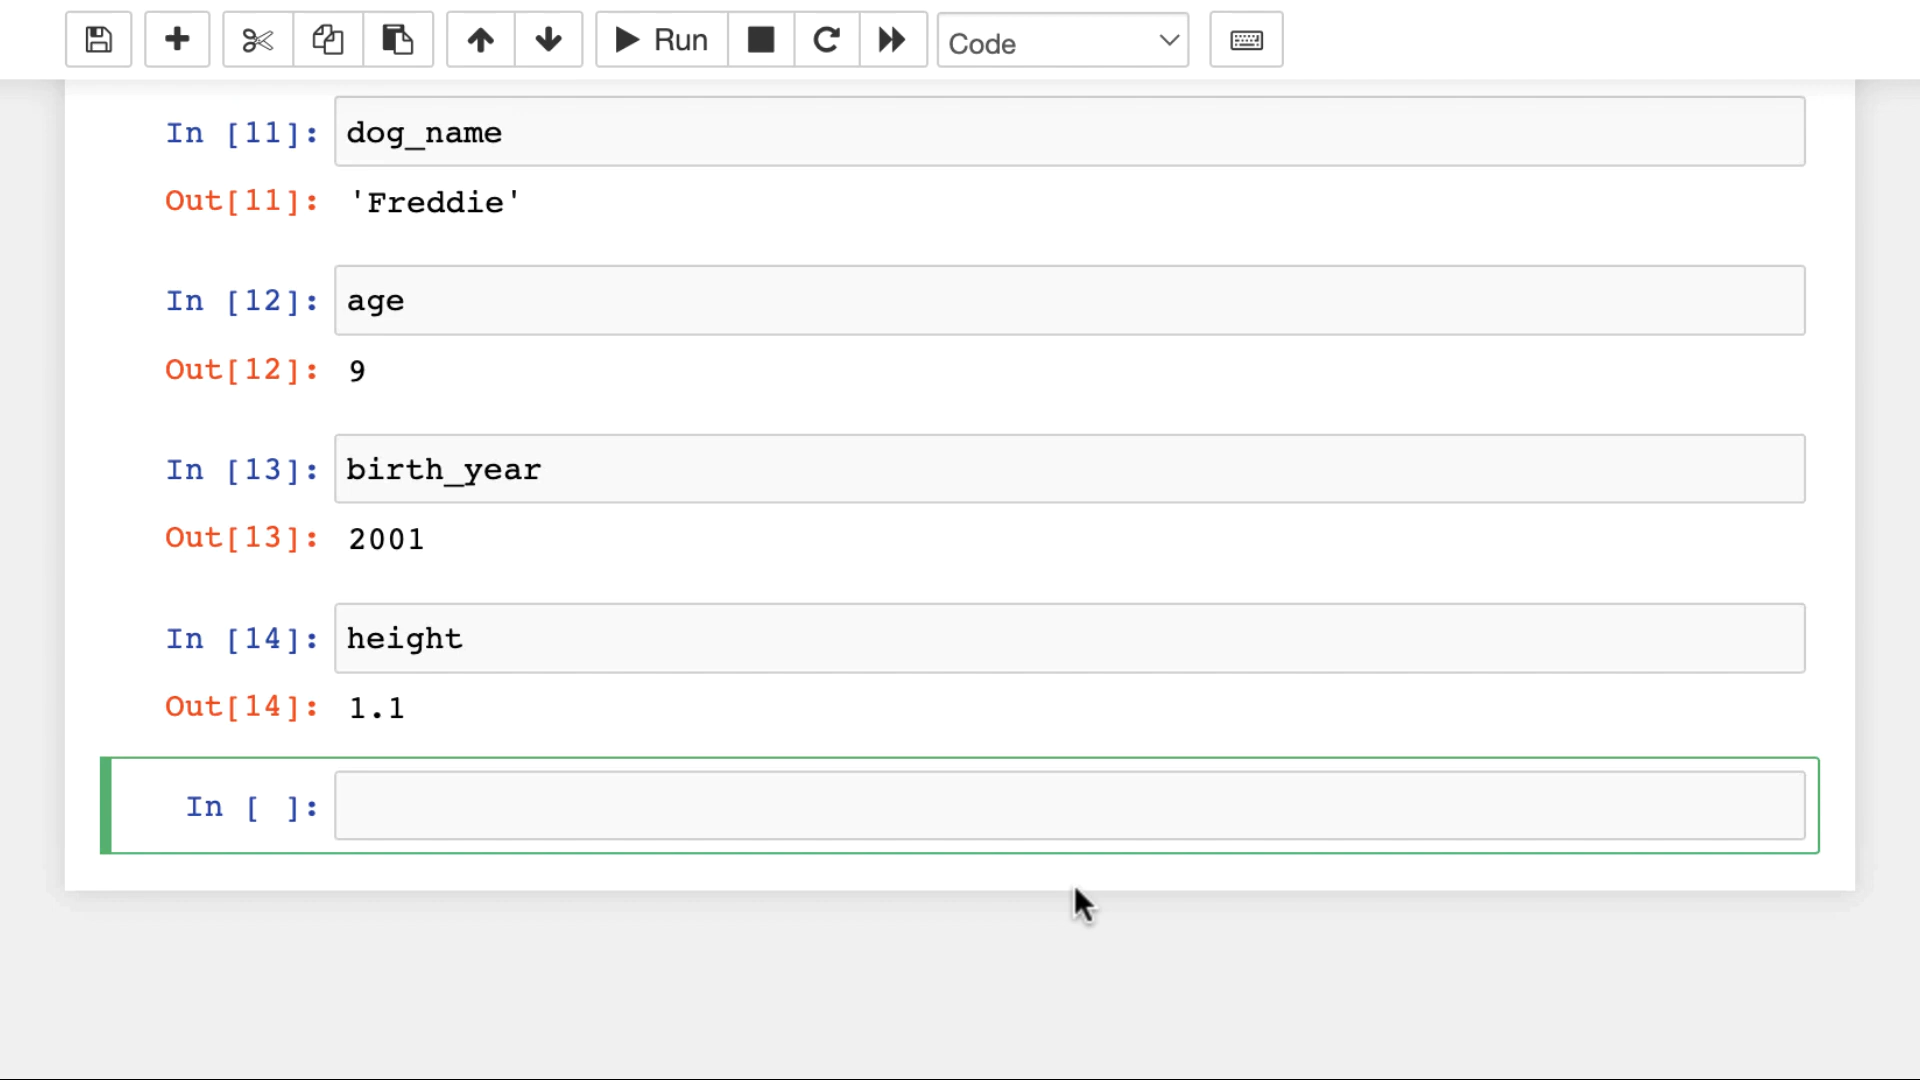 Run
Code
In [11]: dog_name
Out[11]: 'Freddie'
In [12]: age
Out[12]: 9
In [13]: birth_year
Out[13]: 2001
In [14]: height
Out[14]: 1.1
In [ ]: